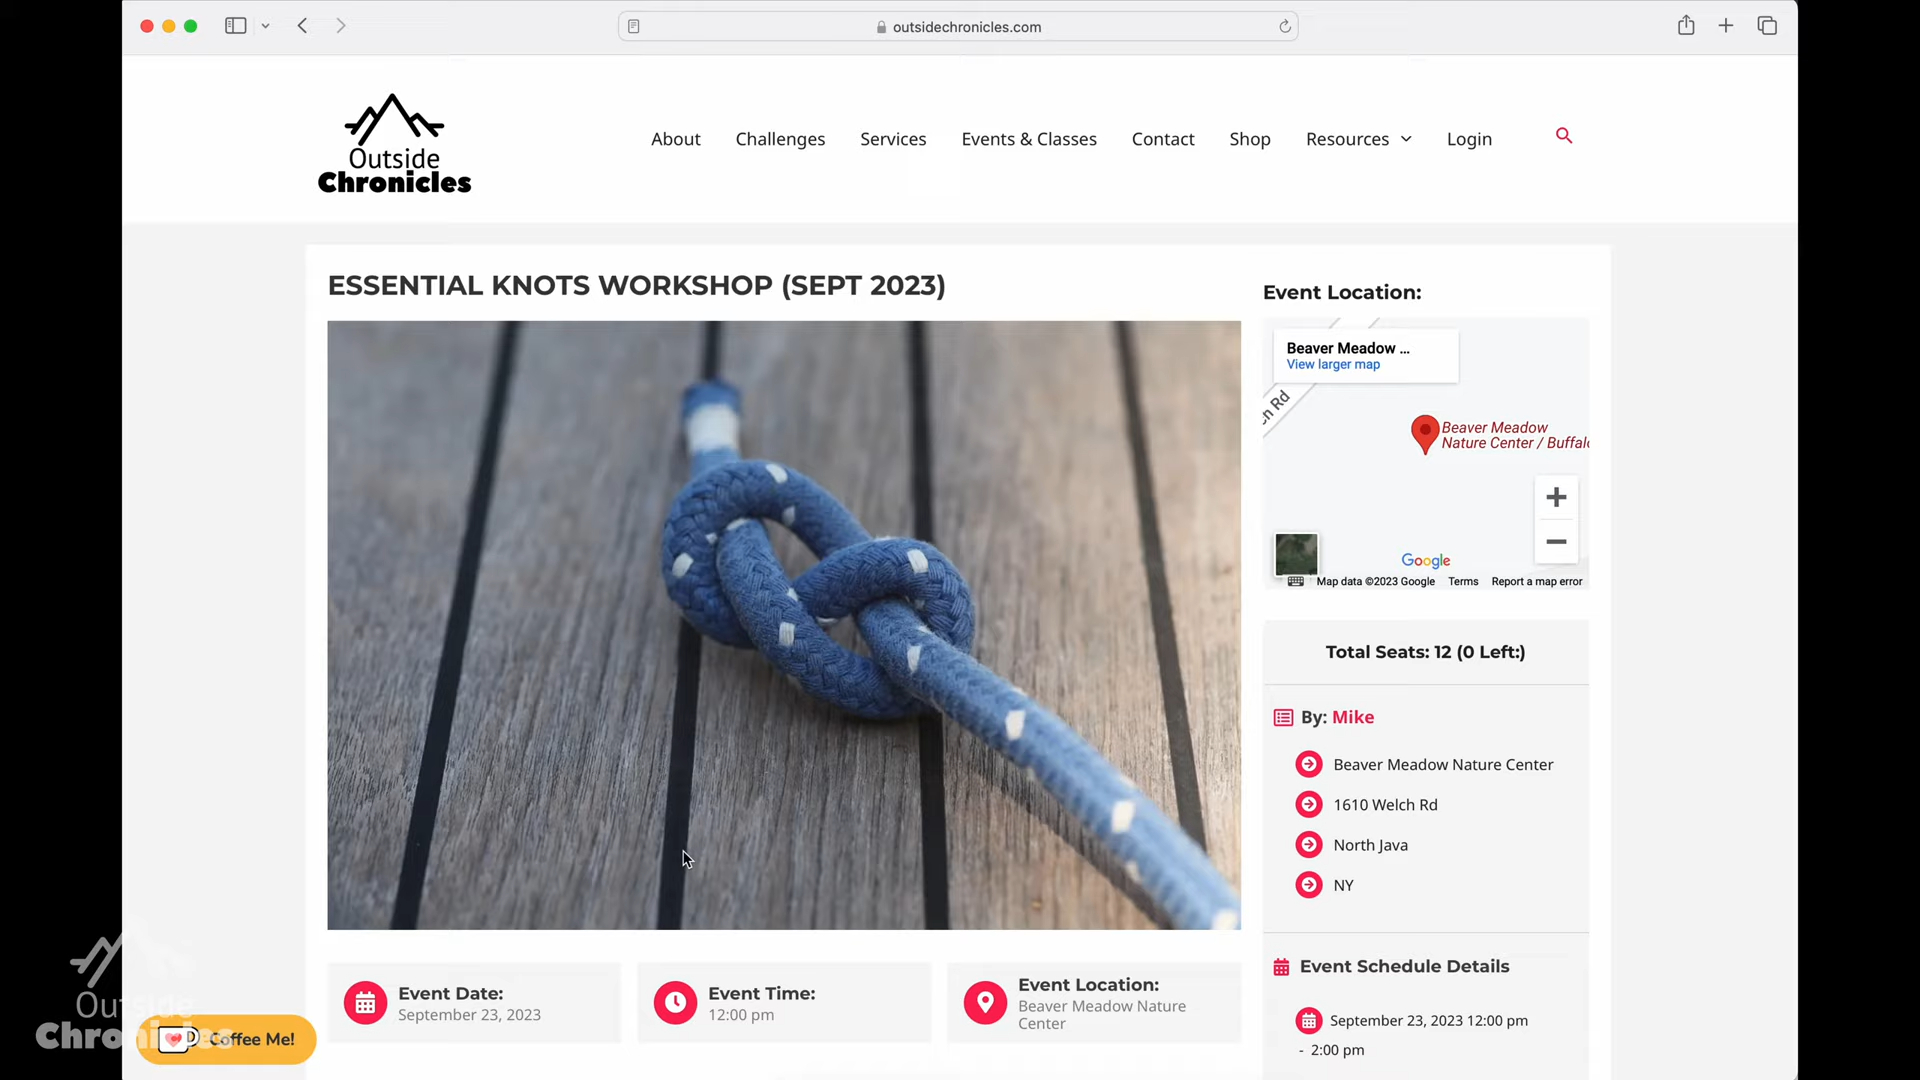 outsidechronicles.com
Outside
Chronicles
About Challenges Services Events & Classes Contact Shop Resources Login
ESSENTIAL KNOTS WORKSHOP (SEPT 2023)
Event Location:
Beaver Meadow ...
View larger map
ch Rd
Beaver Meadow
Nature Center / Buffalo
Google
Map data ©2023 Google Terms Report a map error
Total Seats: 12 (0 Left:)
By: Mike
Beaver Meadow Nature Center
1610 Welch Rd
North Java
NY
Event Schedule Details
September 23, 2023 12:00 pm
- 2:00 pm
Event Date:
September 23, 2023
Event Time:
12:00 pm
Event Location:
Beaver Meadow Nature
Center
Outside
Chronicles
Coffee Me!